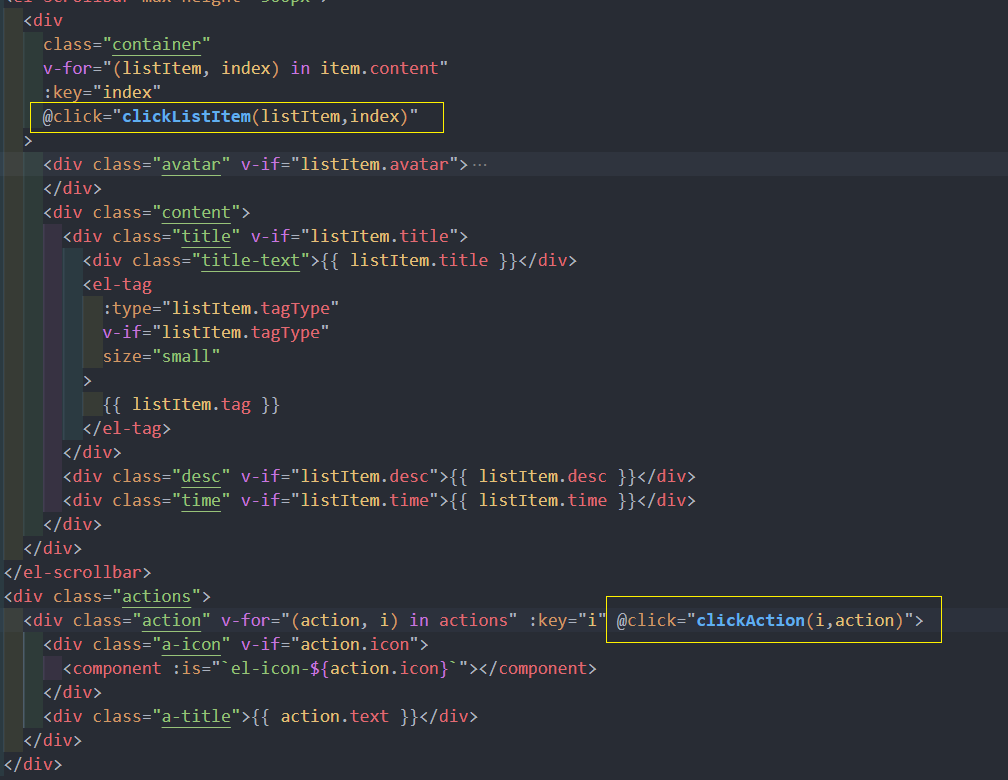 <div
class="container"
v-for="(listItem, index) in item.content"
:key="index"
@click="clickListItem(listItem,index)"
>
<div class="avatar" v-if="listItem.avatar">···
</div>
<div class="content">
<div class="title" v-if="listItem.title">
<div class="title-text">{{ listItem.title }}</div>
<el-tag
:type="listItem.tagType"
v-if="listItem.tagType"
size="small"
>
{{ listItem.tag }}
</el-tag>
</div>
<div class="desc" v-if="listItem.desc">{{ listItem.desc }}</div>
<div class="time" v-if="listItem.time">{{ listItem.time }}</div>
</div>
</div>
</el-scrollbar>
<div class="actions">
<div class="action" v-for="(action, i) in actions" :key="i" @click="clickAction(i,action)">
<div class="a-icon" v-if="action.icon">
<component :is="`el-icon-${action.icon}`"></component>
</div>
<div class="a-title">{{ action.text }}</div>
</div>
</div>